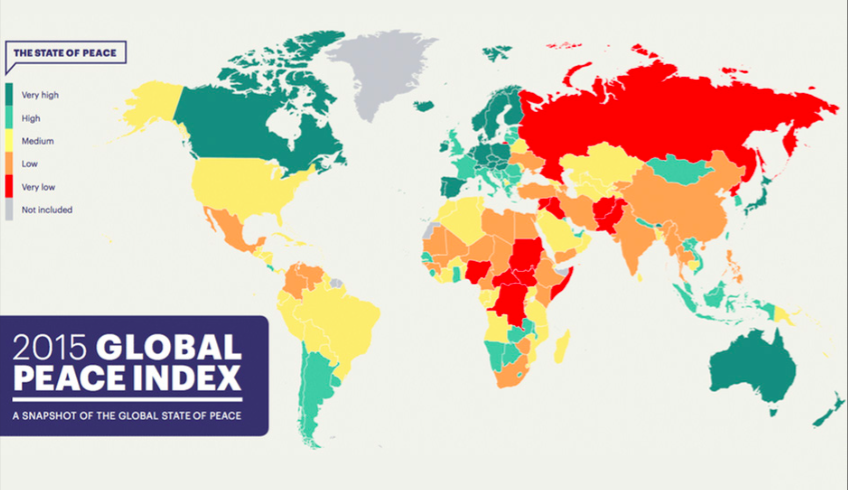 THE STATE OF PEACE
Very high
High
Medium
Low
Very low
Not included
2015 GLOBAL
PEACE INDEX
A SNAPSHOT OF THE GLOBAL STATE OF PEACE